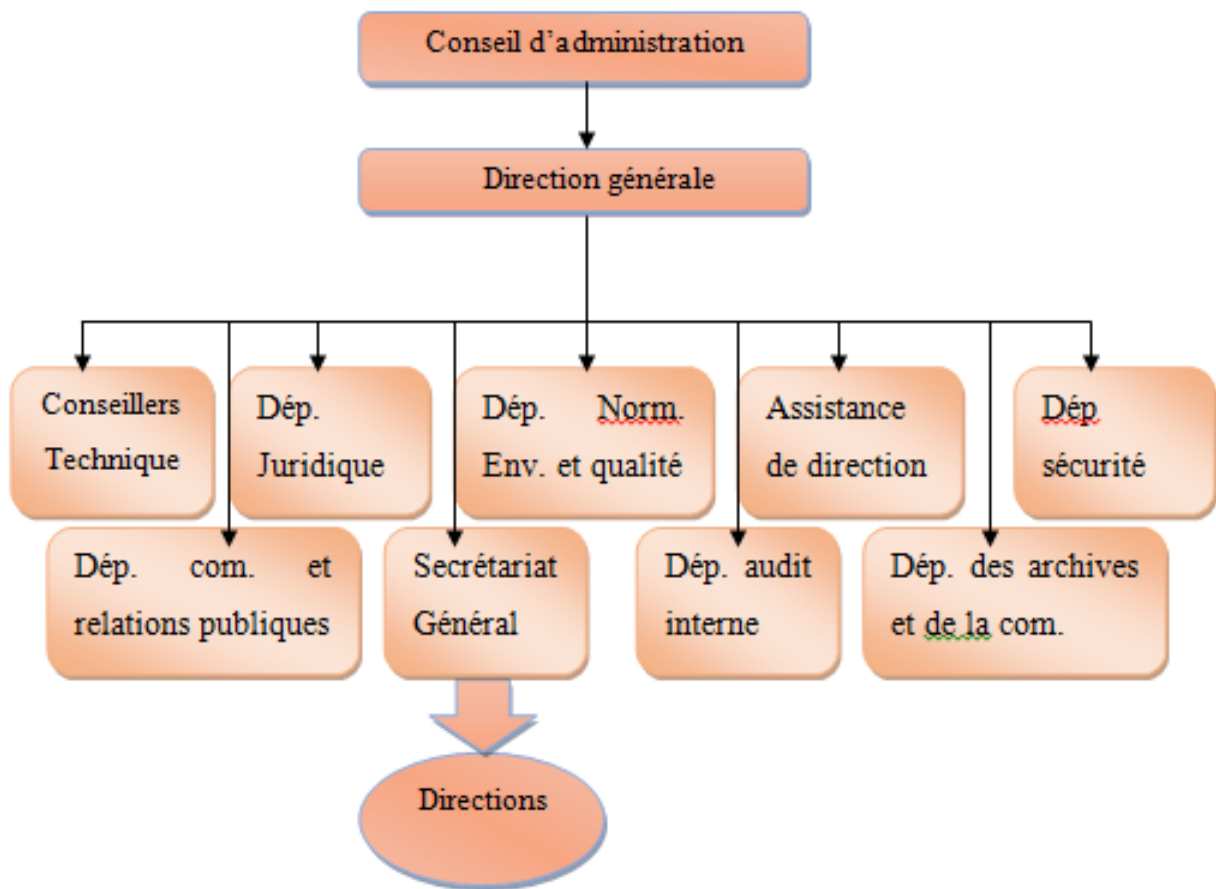 Conseil d'administration
Direction générale
Conseillers
Technique
Dép.
Juridique
Dép. Norm.
Env. et qualité
Assistance
de direction
Dép
sécurité
Dép. com. et
relations publiques
Secrétariat
Général
Dép. audit
interne
Dép. des archives
et de la com.
Directions